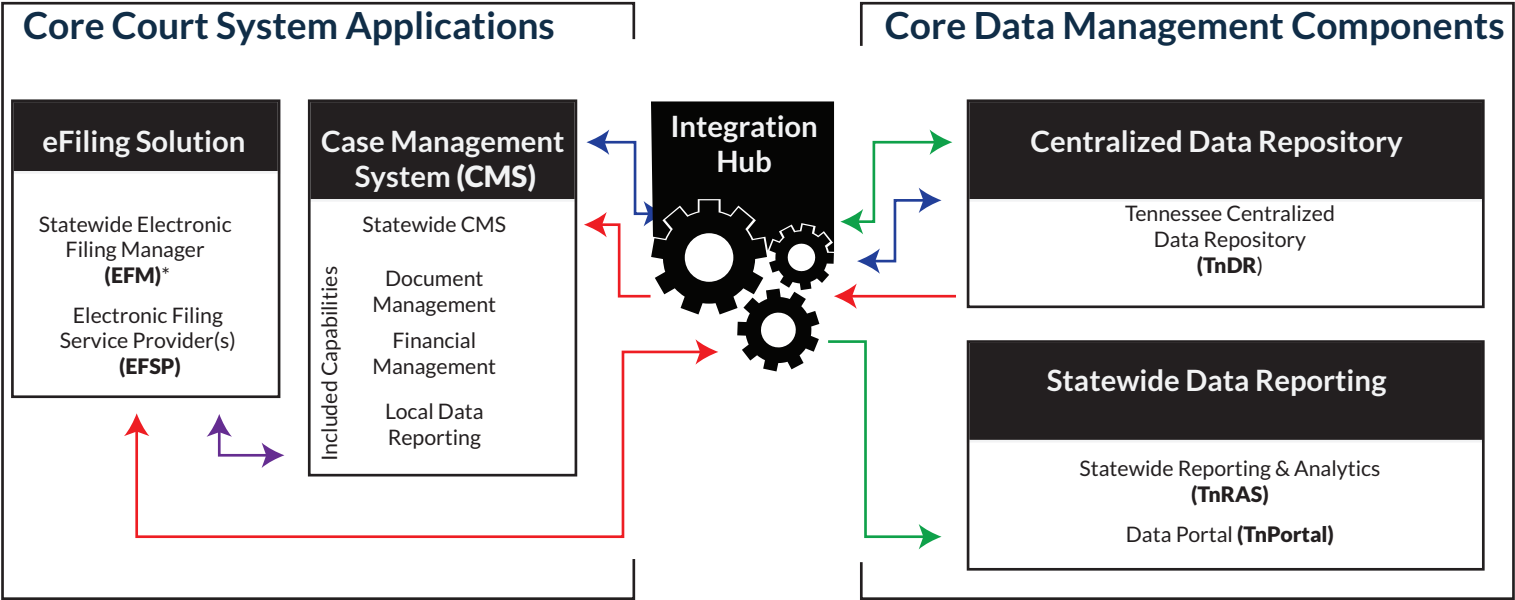 Core Court System Applications
eFiling Solution
Statewide Electronic
Filing Manager
(EFM)*
Electronic Filing
Service Provider(s)
(EFSP)
Case Management
System (CMS)
Statewide CMS
Included Capabilities
Document
Management
Financial
Management
Local Data
Reporting
Integration
Hub
Core Data Management Components
Centralized Data Repository
Tennessee Centralized
Data Repository
(TnDR)
Statewide Data Reporting
Statewide Reporting & Analytics
(TnRAS)
Data Portal (TnPortal)